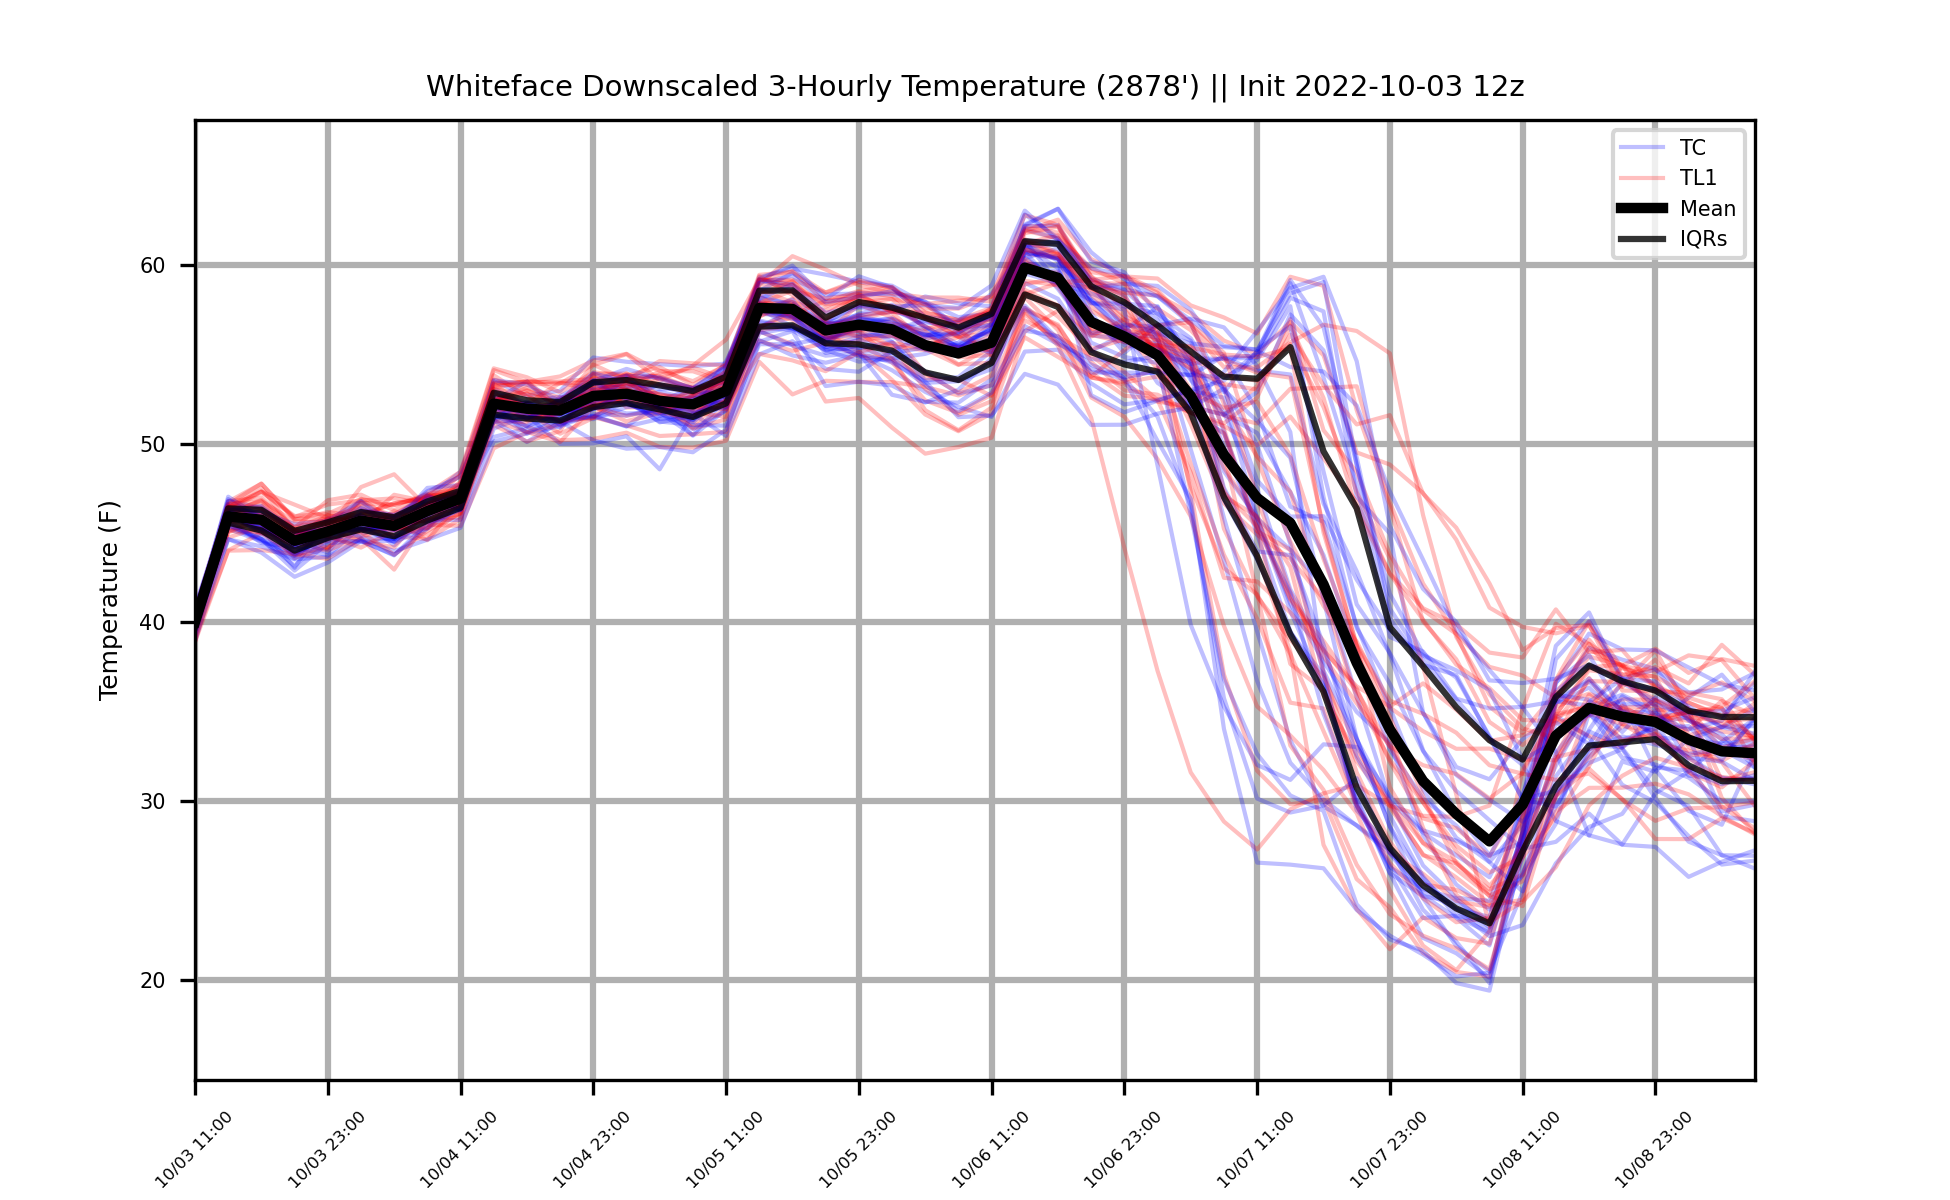 Whiteface Downscaled 3-Hourly Temperature (2878') || Init 2022-10-03 12z
TC
TL1
Mean
IQRs
Temperature (F)
60
50
40
30
20
10/03 11:00
10/03 23:00
10/04 11:00
10/04 23:00
10/05 11:00
10/05 23:00
10/06 11:00
10/06 23:00
10/07 11:00
10/07 23:00
10/08 11:00
10/08 23:00